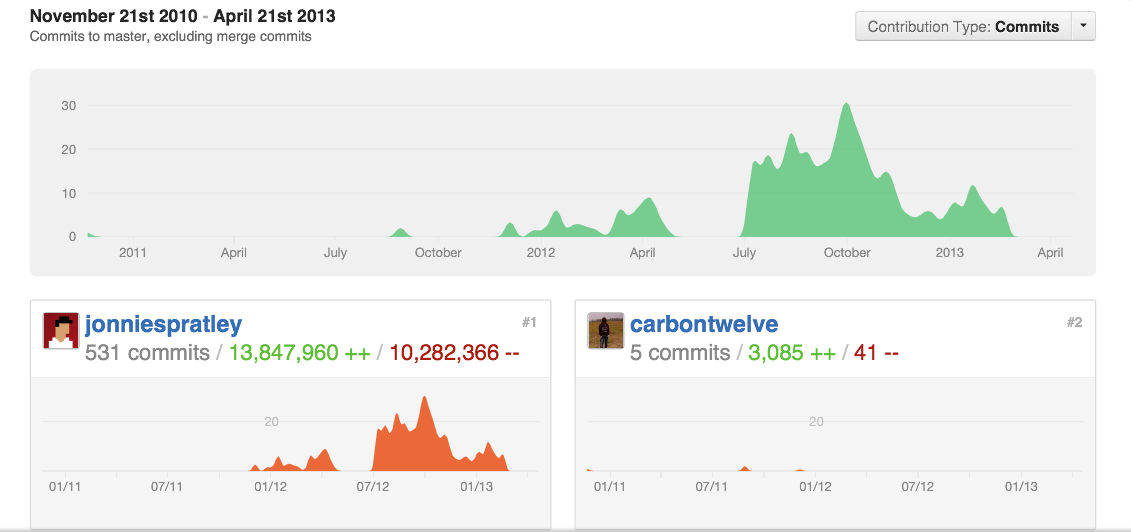 November 21st 2010 - April 21st 2013
Commits to master, excluding merge commits
Contribution Type: Commits
30
20
10
0
2011 April July October 2012 April July October 2013 April
jonniespratley #1
531 commits / 13,847,960 ++ / 10,282,366 --
20
01/11 07/11 01/12 07/12 01/13
carbontwelve #2
5 commits / 3,085 ++ / 41 --
20
01/11 07/11 01/12 07/12 01/13